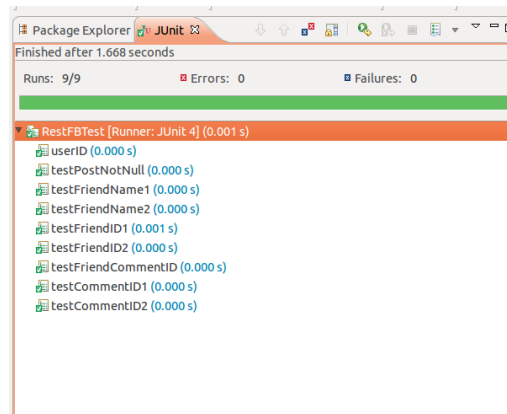 Package Explorer JUnit
Finished after 1.668 seconds
Runs: 9/9 Errors: 0 Failures: 0
RestFBTest [Runner: JUnit 4] (0.001 s)
userID (0.000 s)
testPostNotNull (0.000 s)
testFriendName1 (0.000 s)
testFriendName2 (0.000 s)
testFriendID1 (0.001 s)
testFriendID2 (0.000 s)
testFriendCommentID (0.000 s)
testCommentID1 (0.000 s)
testCommentID2 (0.000 s)